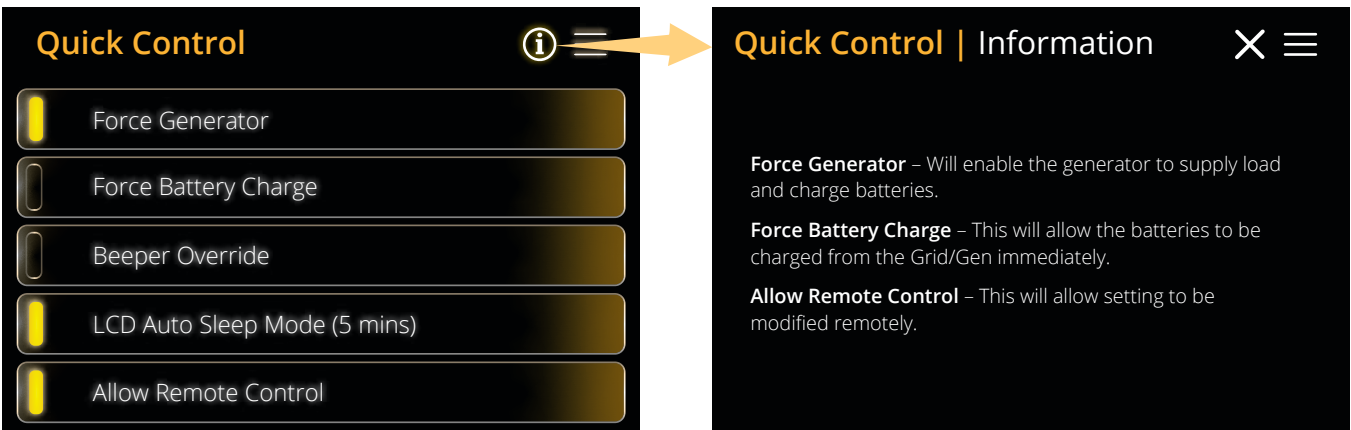 Quick Control
Force Generator
Force Battery Charge
Beeper Override
LCD Auto Sleep Mode (5 mins)
Allow Remote Control
Quick Control | Information
Force Generator – Will enable the generator to supply load
and charge batteries.
Force Battery Charge – This will allow the batteries to be
charged from the Grid/Gen immediately.
Allow Remote Control – This will allow setting to be
modified remotely.